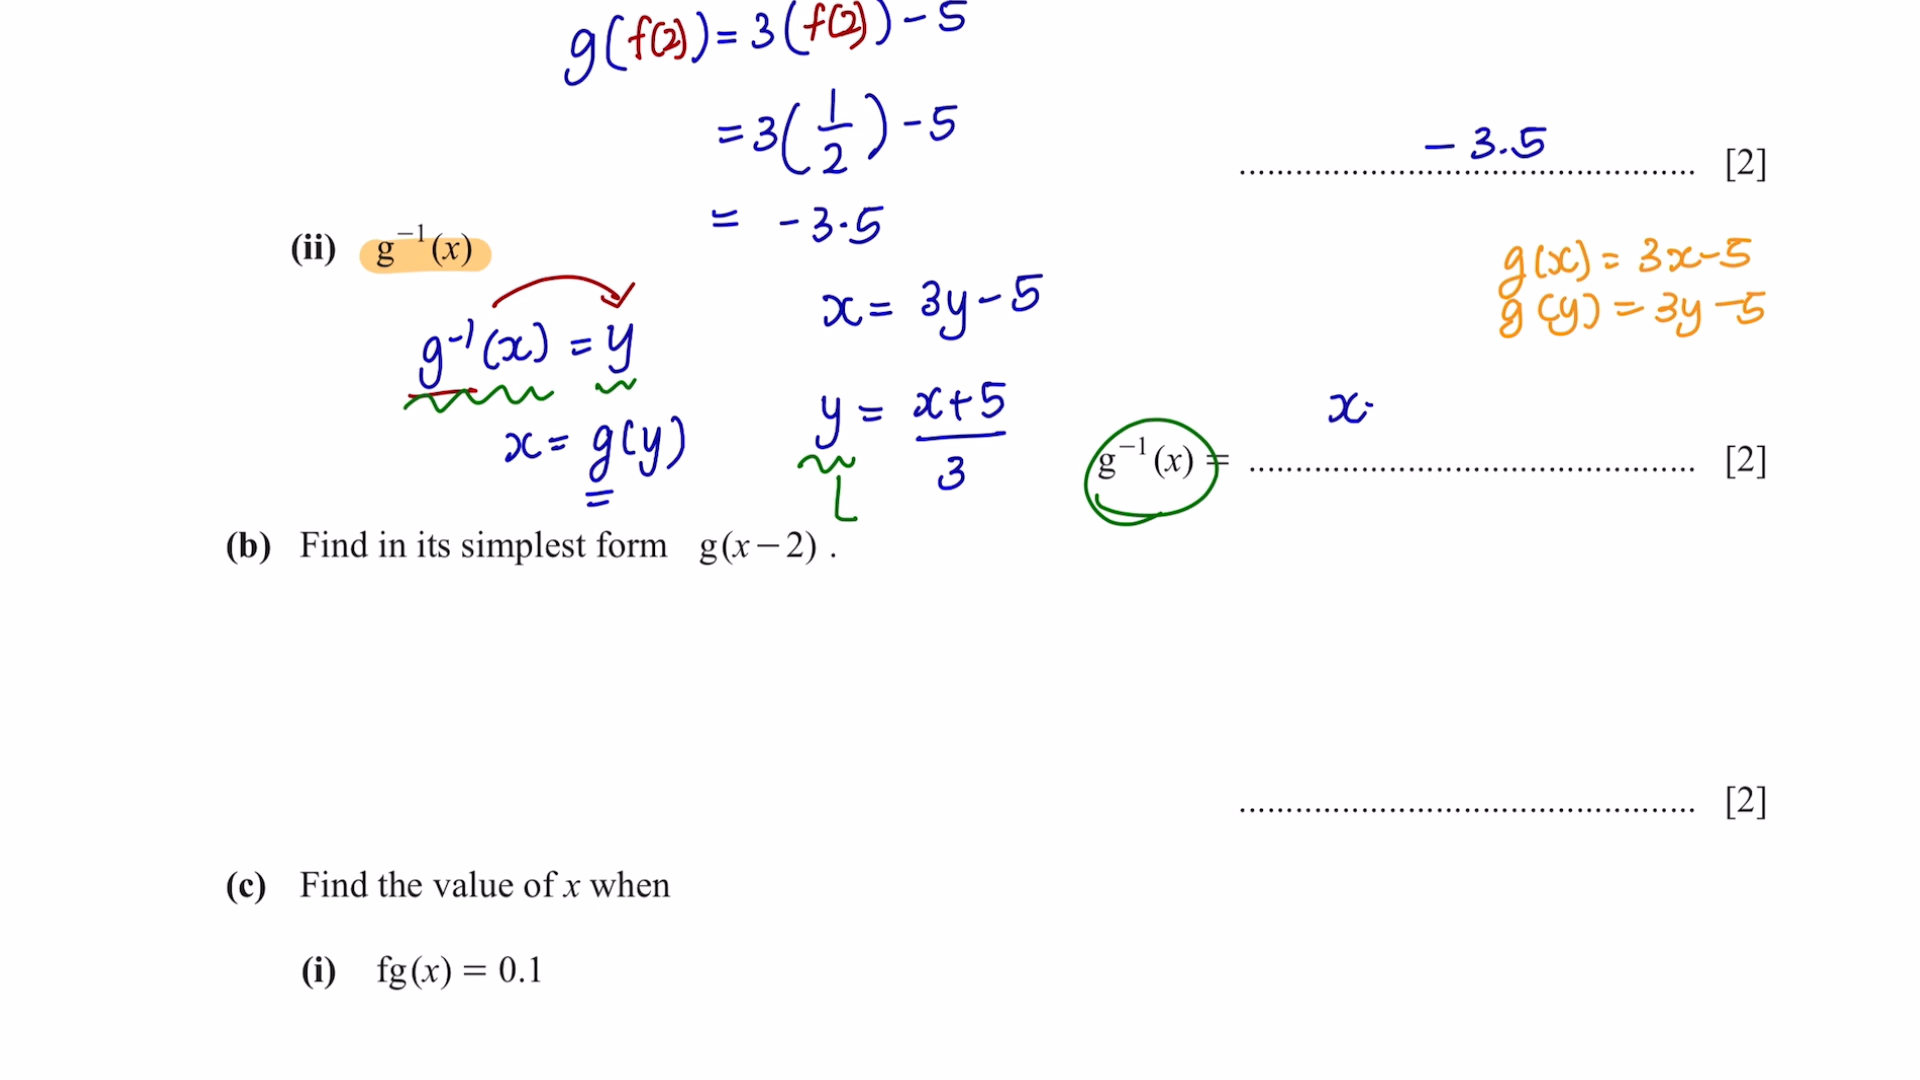 g(f(2)) = 3(f(2)) - 5
= 3(1/2) - 5
- 3.5 [2]
= - 3.5
(ii) g⁻¹(x)
g(x) = 3x - 5
g(y) = 3y - 5
x = 3y - 5
g⁻¹(x) = y
y = x+5/3
x = g(y)
x
g⁻¹(x) = .................................................. [2]
(b) Find in its simplest form g(x − 2) .
.................................................. [2]
(c) Find the value of x when
(i) fg(x) = 0.1